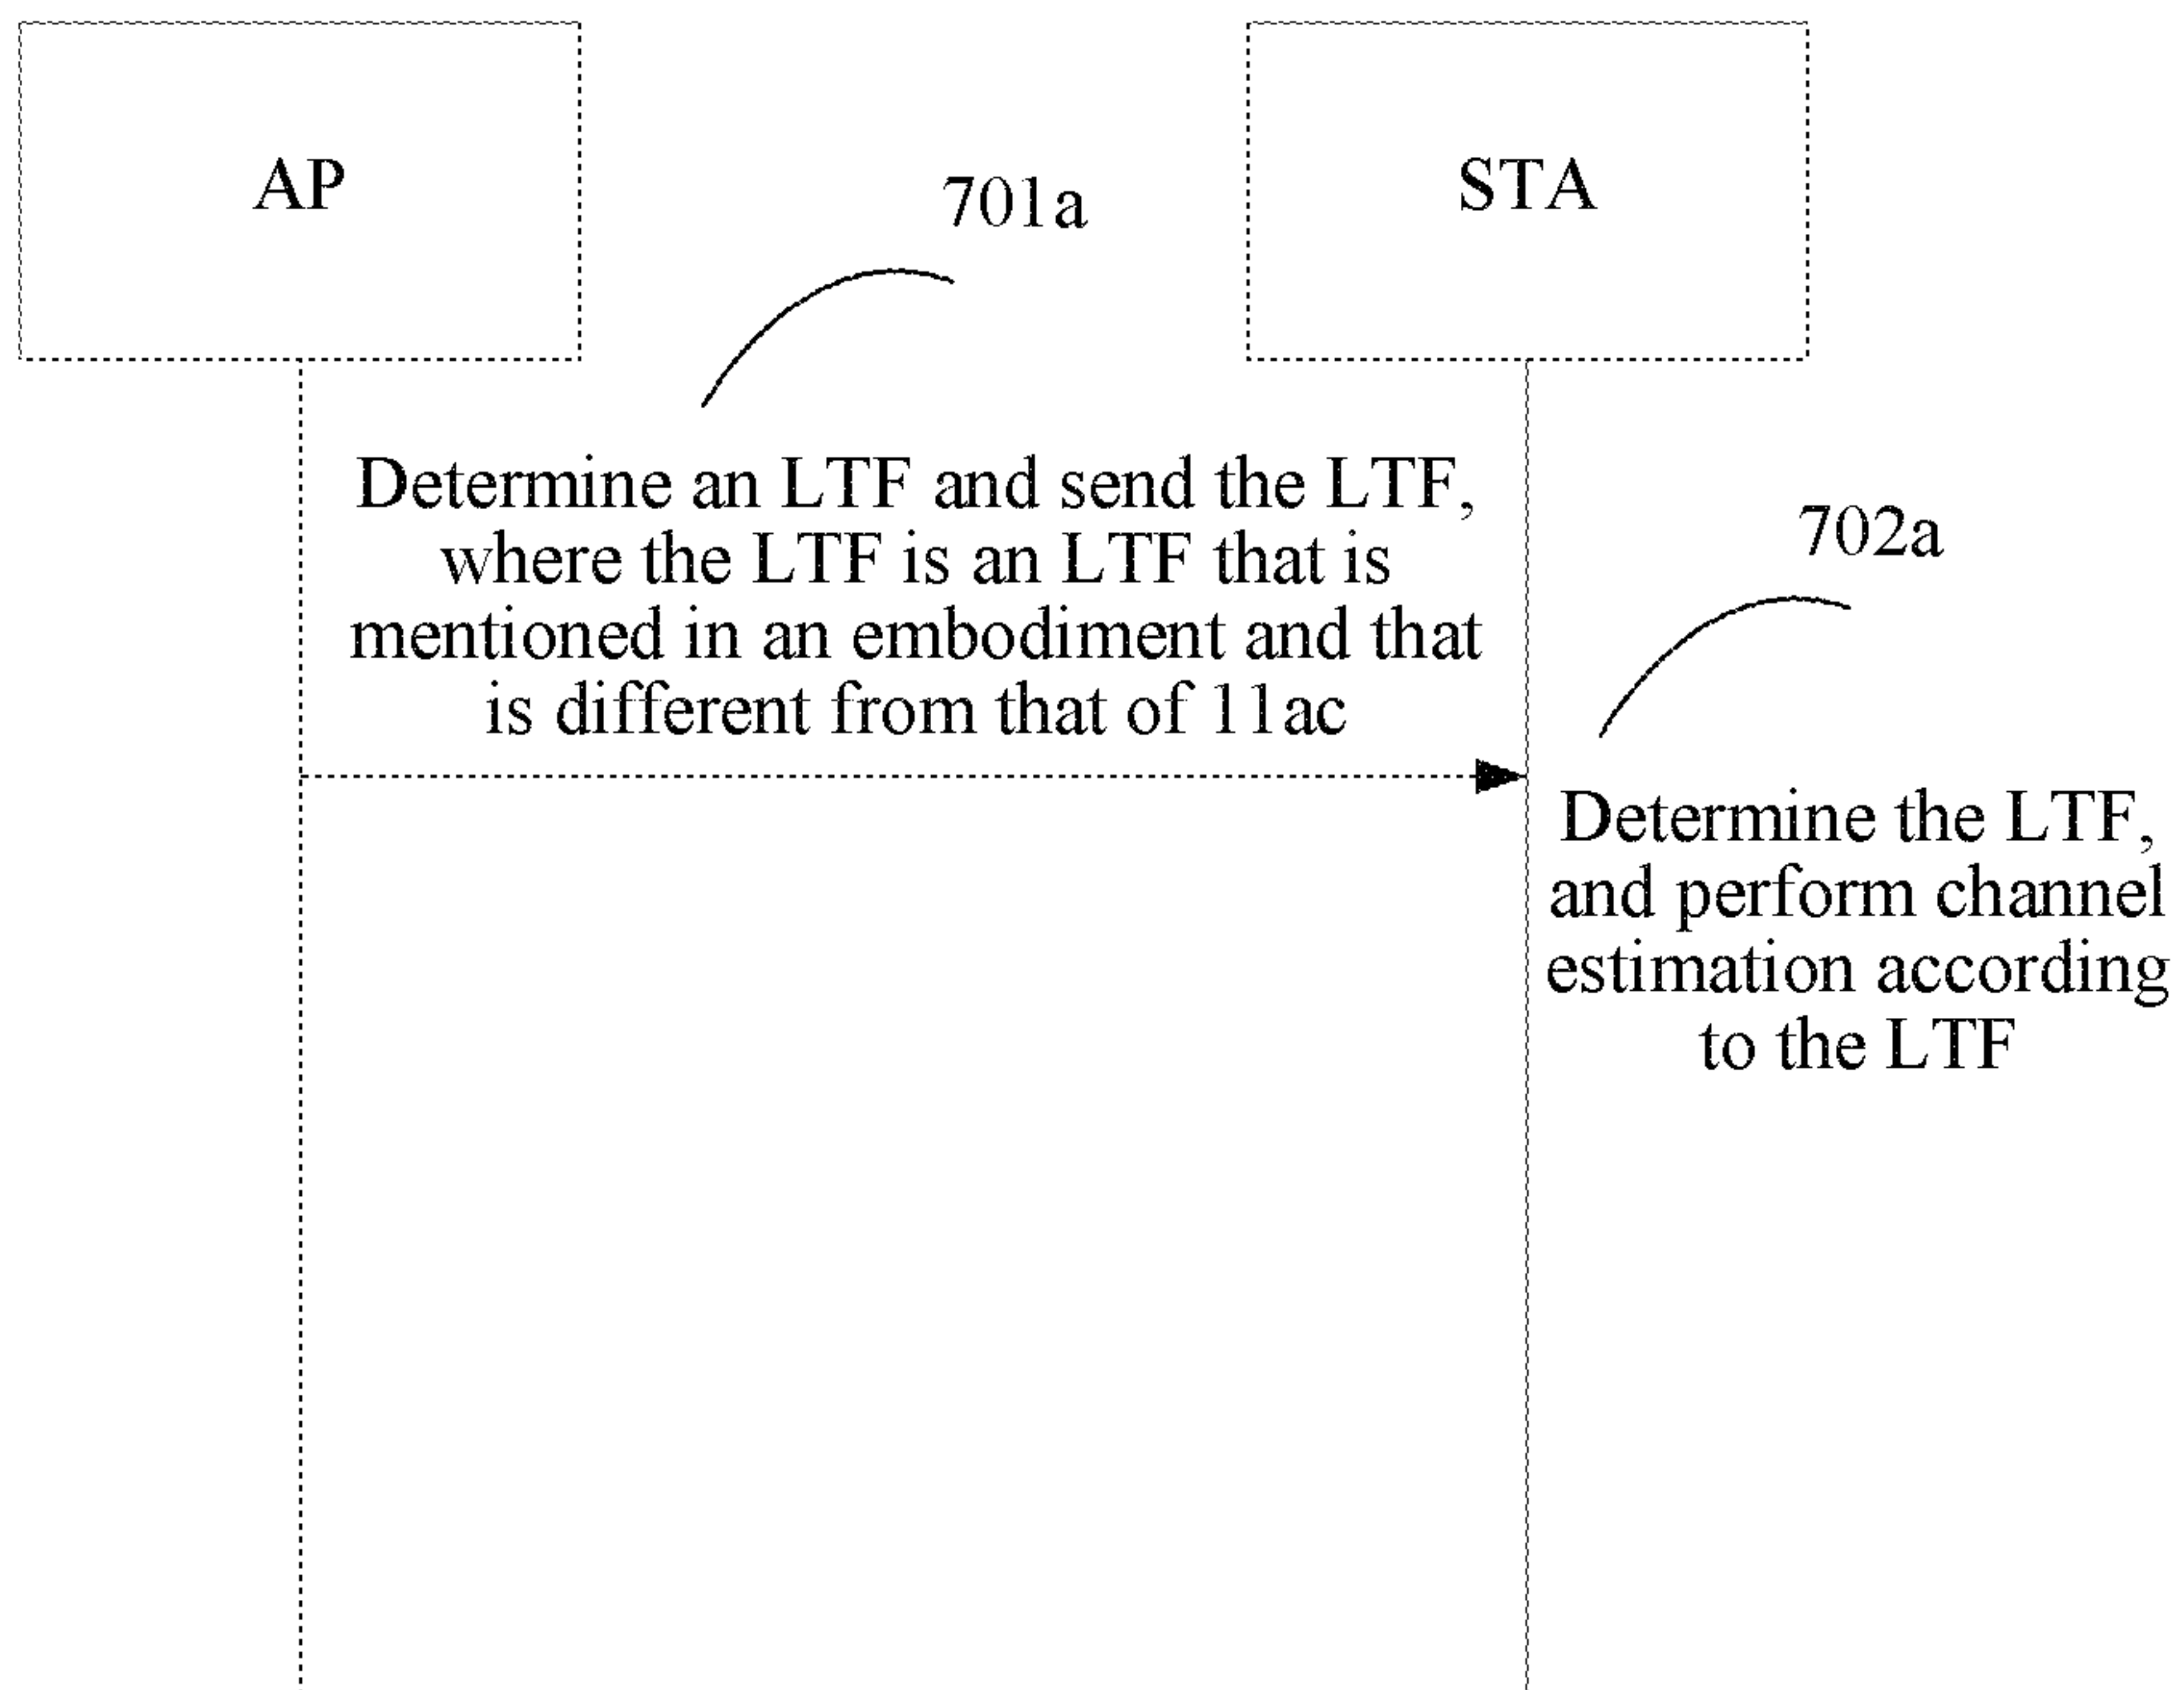 AP
STA
701a
Determine an LTF and send the LTF,
where the LTF is an LTF that is
mentioned in an embodiment and that
is different from that of 11ac
702a
Determine the LTF,
and perform channel
estimation according
to the LTF